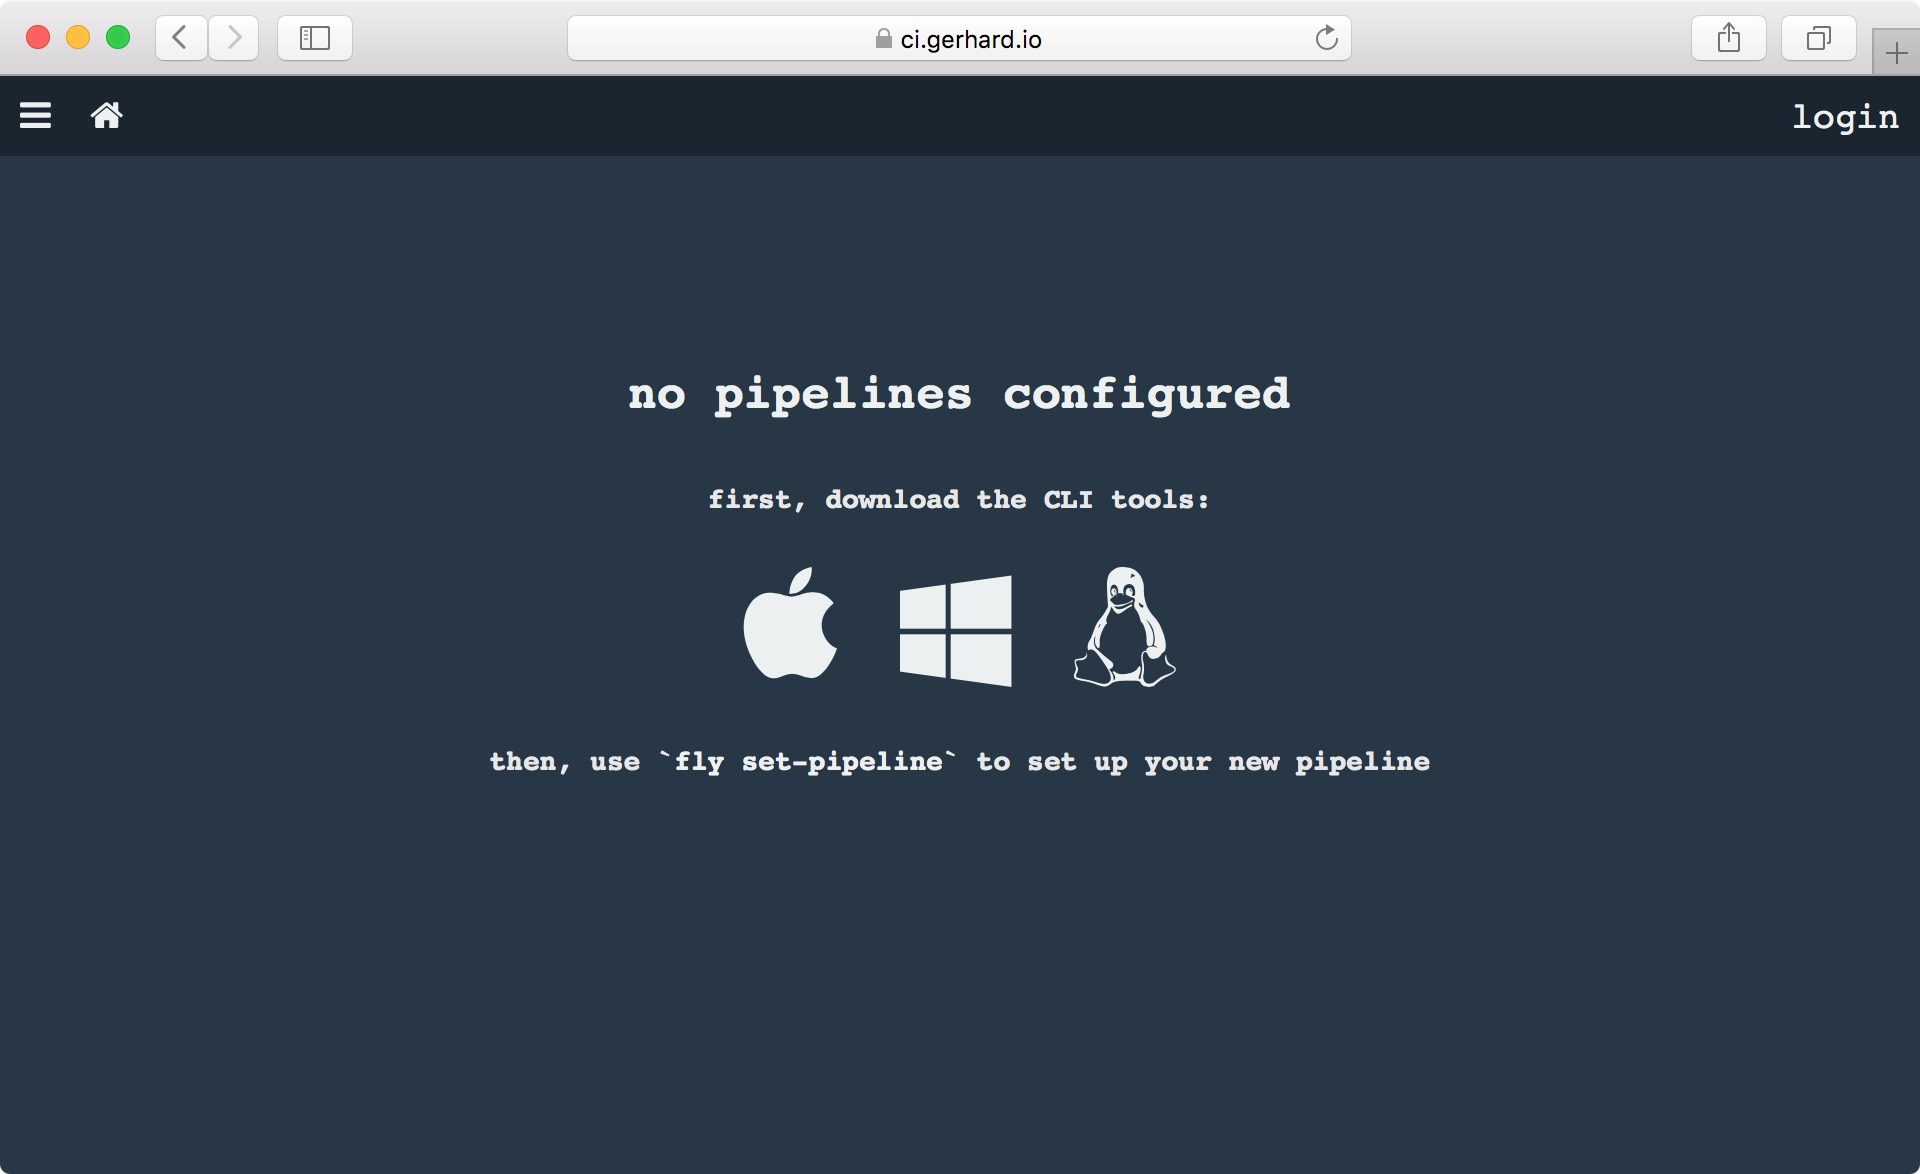 ci.gerhard.io
login
no pipelines configured
first, download the CLI tools:
then, use `fly set-pipeline` to set up your new pipeline